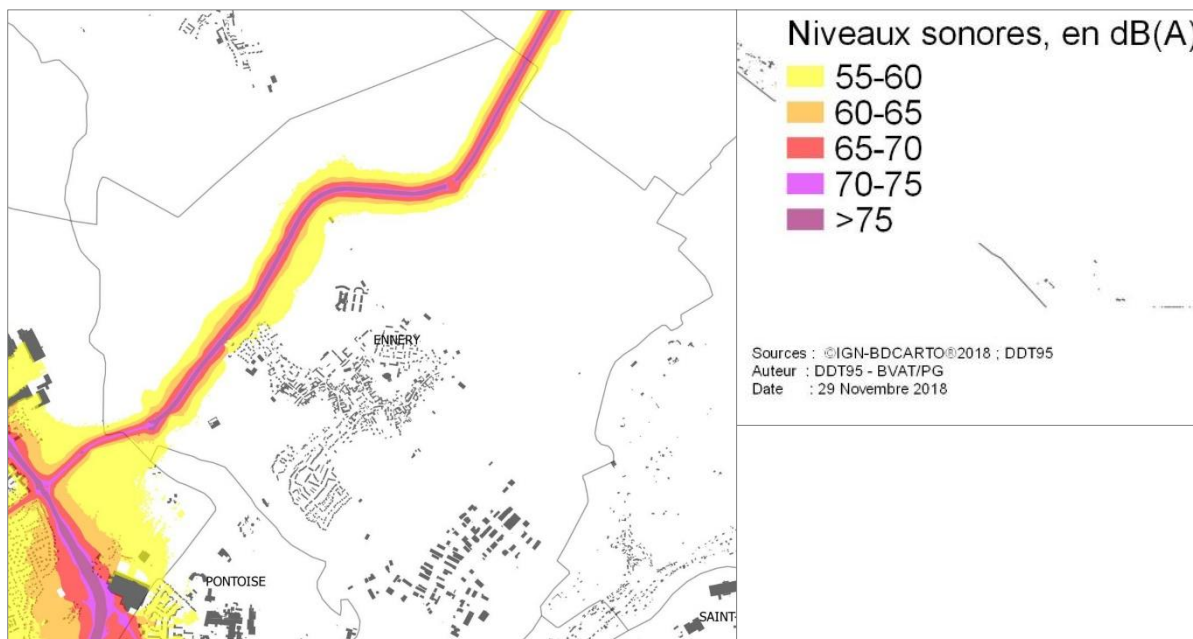 ENNERY
PONTOISE
SAINT-
Niveaux sonores, en dB(A)
55-60
60-65
65-70
70-75
>75
Sources : ©IGN-BDCARTO®2018 ; DDT95
Auteur : DDT95 - BVAT/PG
Date : 29 Novembre 2018